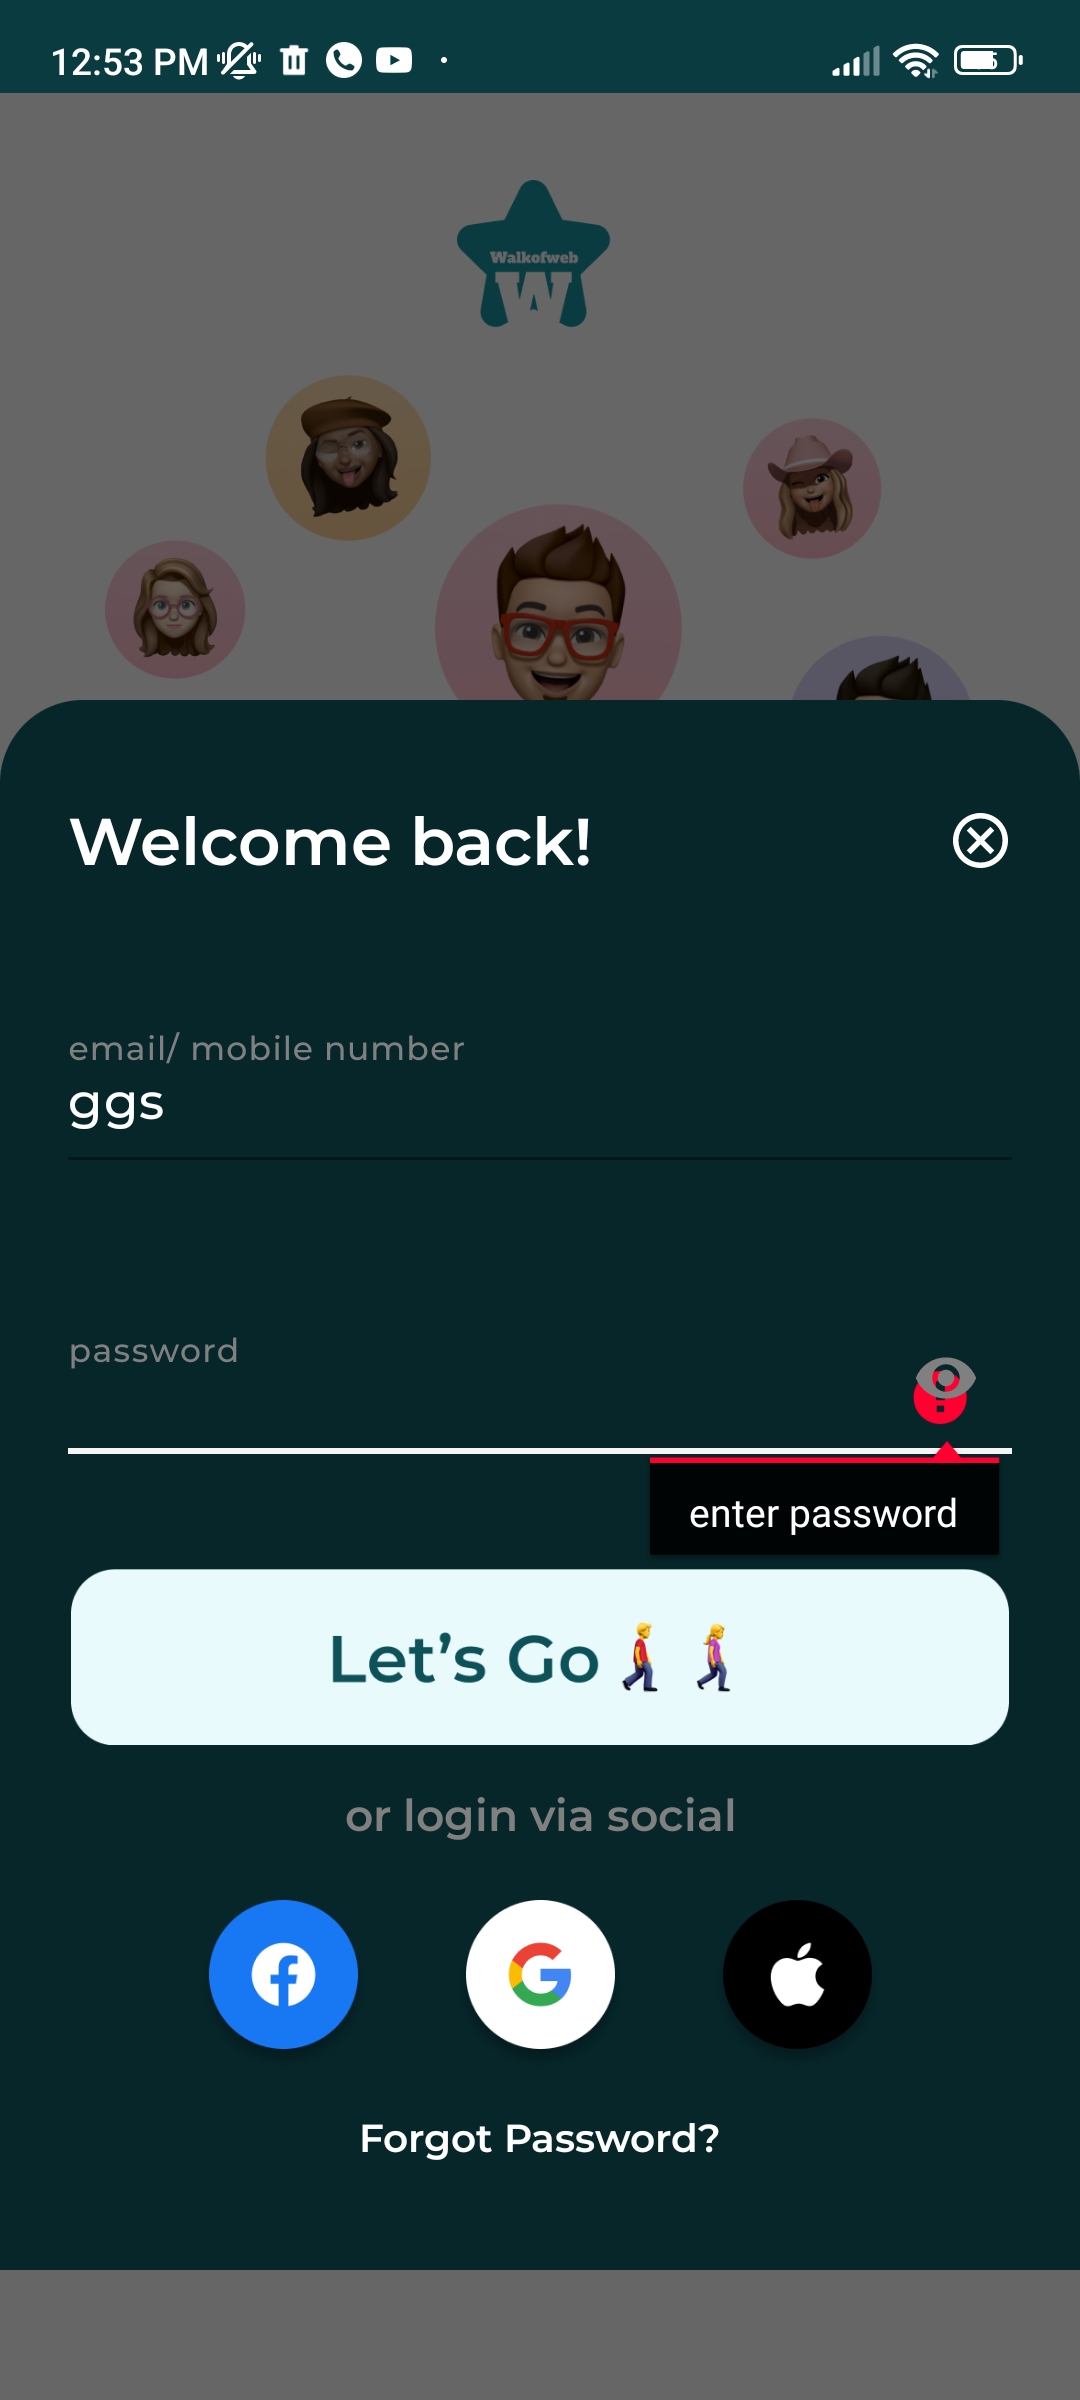 12:53 PM
Walkofweb
W
Welcome back!
email/ mobile number
ggs
password
enter password
Let's Go
or login via social
Forgot Password?